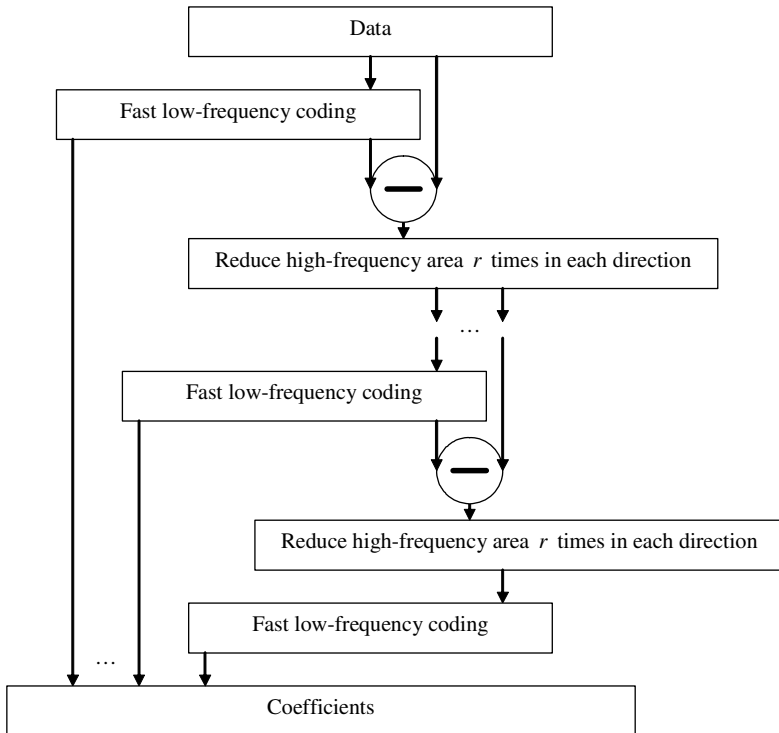 Data
Fast low-frequency coding
Reduce high-frequency area r times in each direction
…
Fast low-frequency coding
Reduce high-frequency area r times in each direction
Fast low-frequency coding
…
Coefficients